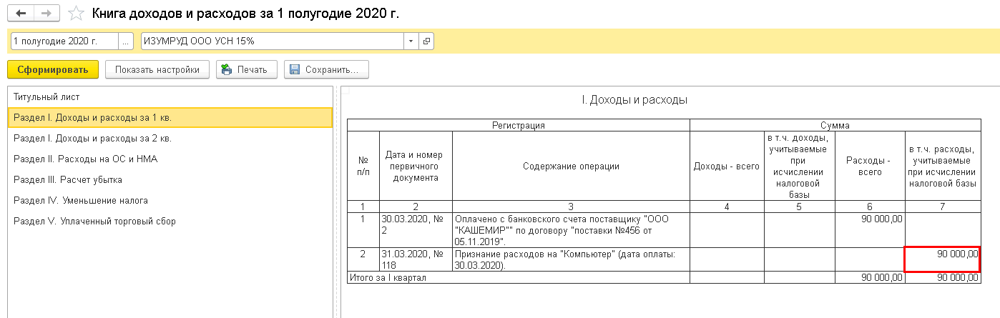 Книга доходов и расходов за 1 полугодие 2020 г.
1 полугодие 2020 г.
...
ИЗУМРУД ООО УСН 15%
Сформировать
Показать настройки
Печать
Сохранить...
Титульный лист
Раздел I. Доходы и расходы за 1 кв.
Раздел I. Доходы и расходы за 2 кв.
Раздел II. Расходы на ОС и НМА
Раздел III. Расчет убытка
Раздел IV. Уменьшение налога
Раздел V. Уплаченный торговый сбор
I. Доходы и расходы
Регистрация
Сумма
№
п/п
Дата и номер
первичного
документа
Содержание операции
Доходы - всего
в т.ч. доходы,
учитываемые
при
исчислении
налоговой
базы
Расходы -
всего
в т.ч. расходы,
учитываемые
при исчислении
налоговой базы
1 2 3 4 5 6 7
1
30.03.2020, №
2
Оплачено с банковского счета поставщику "ООО
"КАШЕМИР"" по договору "поставки №456 от
05.11.2019".
90 000,00
2
31.03.2020, №
118
Признание расходов на "Компьютер" (дата оплаты:
30.03.2020).
90 000,00
Итого за I квартал 90 000,00 90 000,00